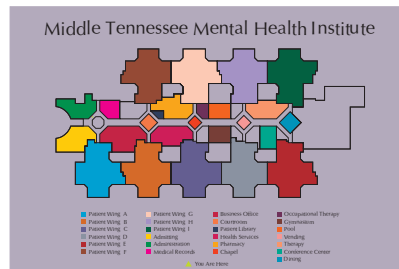 Middle Tennessee Mental Health Institute
Patient Wing A
Patient Wing B
Patient Wing C
Patient Wing D
Patient Wing E
Patient Wing F
Patient Wing G
Patient Wing H
Patient Wing I
Admitting
Administration
Medical Records
Business Office
Courtroom
Patient Library
Health Services
Pharmacy
Chapel
Occupational Therapy
Gymnasium
Pool
Vending
Therapy
Conference Center
Dining
You Are Here